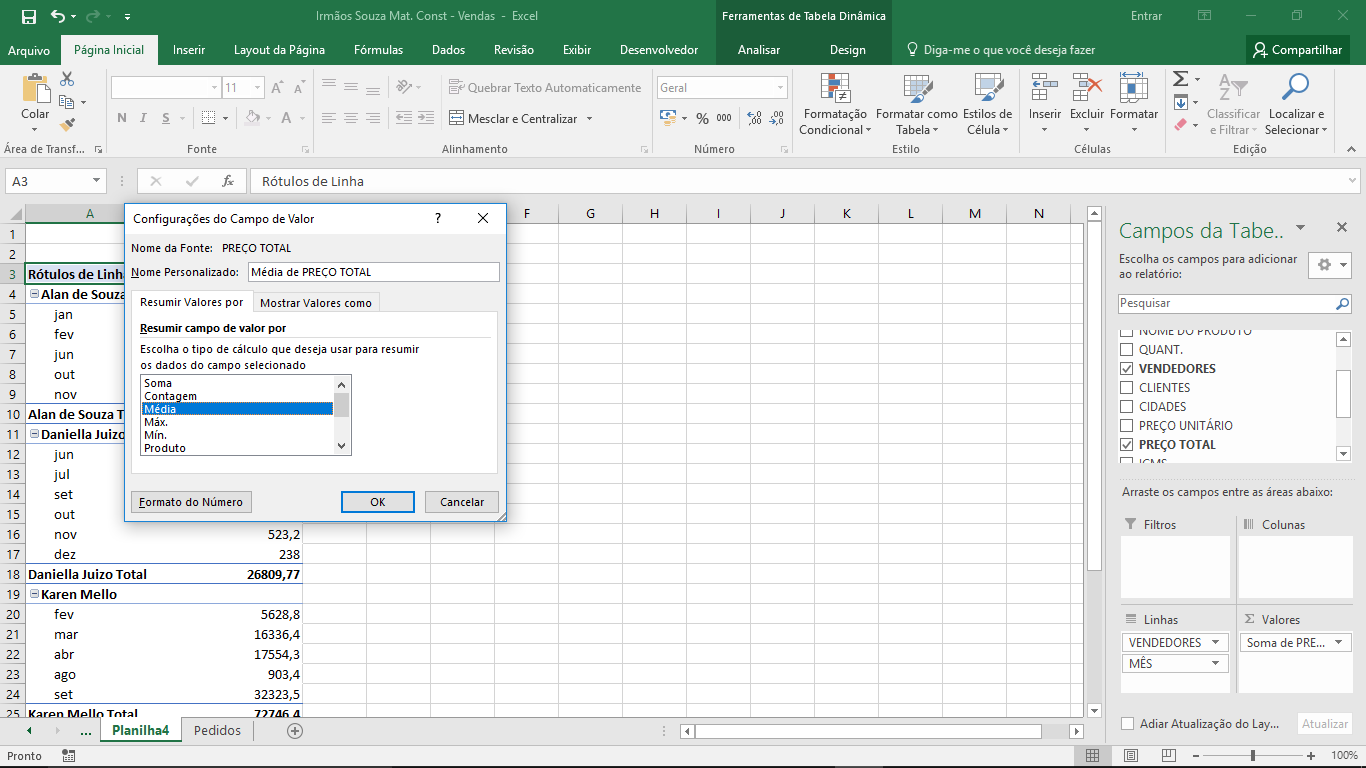 Irmãos Souza Mat. Const - Vendas - Excel
Ferramentas de Tabela Dinâmica
Entrar
Arquivo
Página Inicial
Inserir
Layout da Página
Fórmulas
Dados
Revisão
Exibir
Desenvolvedor
Analisar
Design
Diga-me o que você deseja fazer
Compartilhar
Colar
11
N I S
Quebrar Texto Automaticamente
Mesclar e Centralizar
Geral
% 000
Formatação Condicional
Formatar como Tabela
Estilos de Célula
Inserir
Excluir
Formatar
Classificar e Filtrar
Localizar e Selecionar
Área de Transf...
Fonte
Alinhamento
Número
Estilo
Células
Edição
A3
fx
Rótulos de Linha
A
F G H I J K L M N
1
2
3 Rótulos de Linha
4 Alan de Souza
5 jan
6 fev
7 jun
8 out
9 nov
10 Alan de Souza T
11 Daniella Juizo
12 jun
13 jul
14 set
15 out
16 nov 523,2
17 dez 238
18 Daniella Juizo Total 26809,77
19 Karen Mello
20 fev 5628,8
21 mar 16336,4
22 abr 17554,3
23 ago 903,4
24 set 32323,5
25 Karen Mello Total 72746,4
Configurações do Campo de Valor
?
Nome da Fonte: PREÇO TOTAL
Nome Personalizado: Média de PREÇO TOTAL
Resumir Valores por
Mostrar Valores como
Resumir campo de valor por
Escolha o tipo de cálculo que deseja usar para resumir
os dados do campo selecionado
Soma
Contagem
Média
Máx.
Mín.
Produto
Formato do Número
OK
Cancelar
Campos da Tabe..
Escolha os campos para adicionar
ao relatório:
Pesquisar
NOME DO PRODUTO
QUANT.
VENDEDORES
CLIENTES
CIDADES
PREÇO UNITÁRIO
PREÇO TOTAL
ICMS
Arraste os campos entre as áreas abaixo:
Filtros
Colunas
Linhas
Valores
VENDEDORES
MÊS
Soma de PRE...
Adiar Atualização do Lay...
Atualizar
...
Planilha4
Pedidos
Pronto
100%